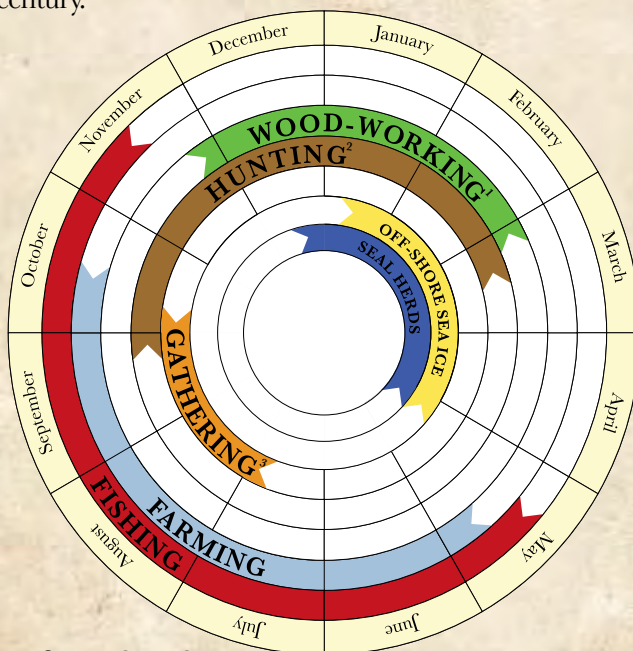 century.
December
January
February
March
April
May
June
July
August
September
October
November
WOOD-WORKING¹
HUNTING²
OFF-SHORE SEA ICE
SEAL HERDS
GATHERING³
FARMING
FISHING